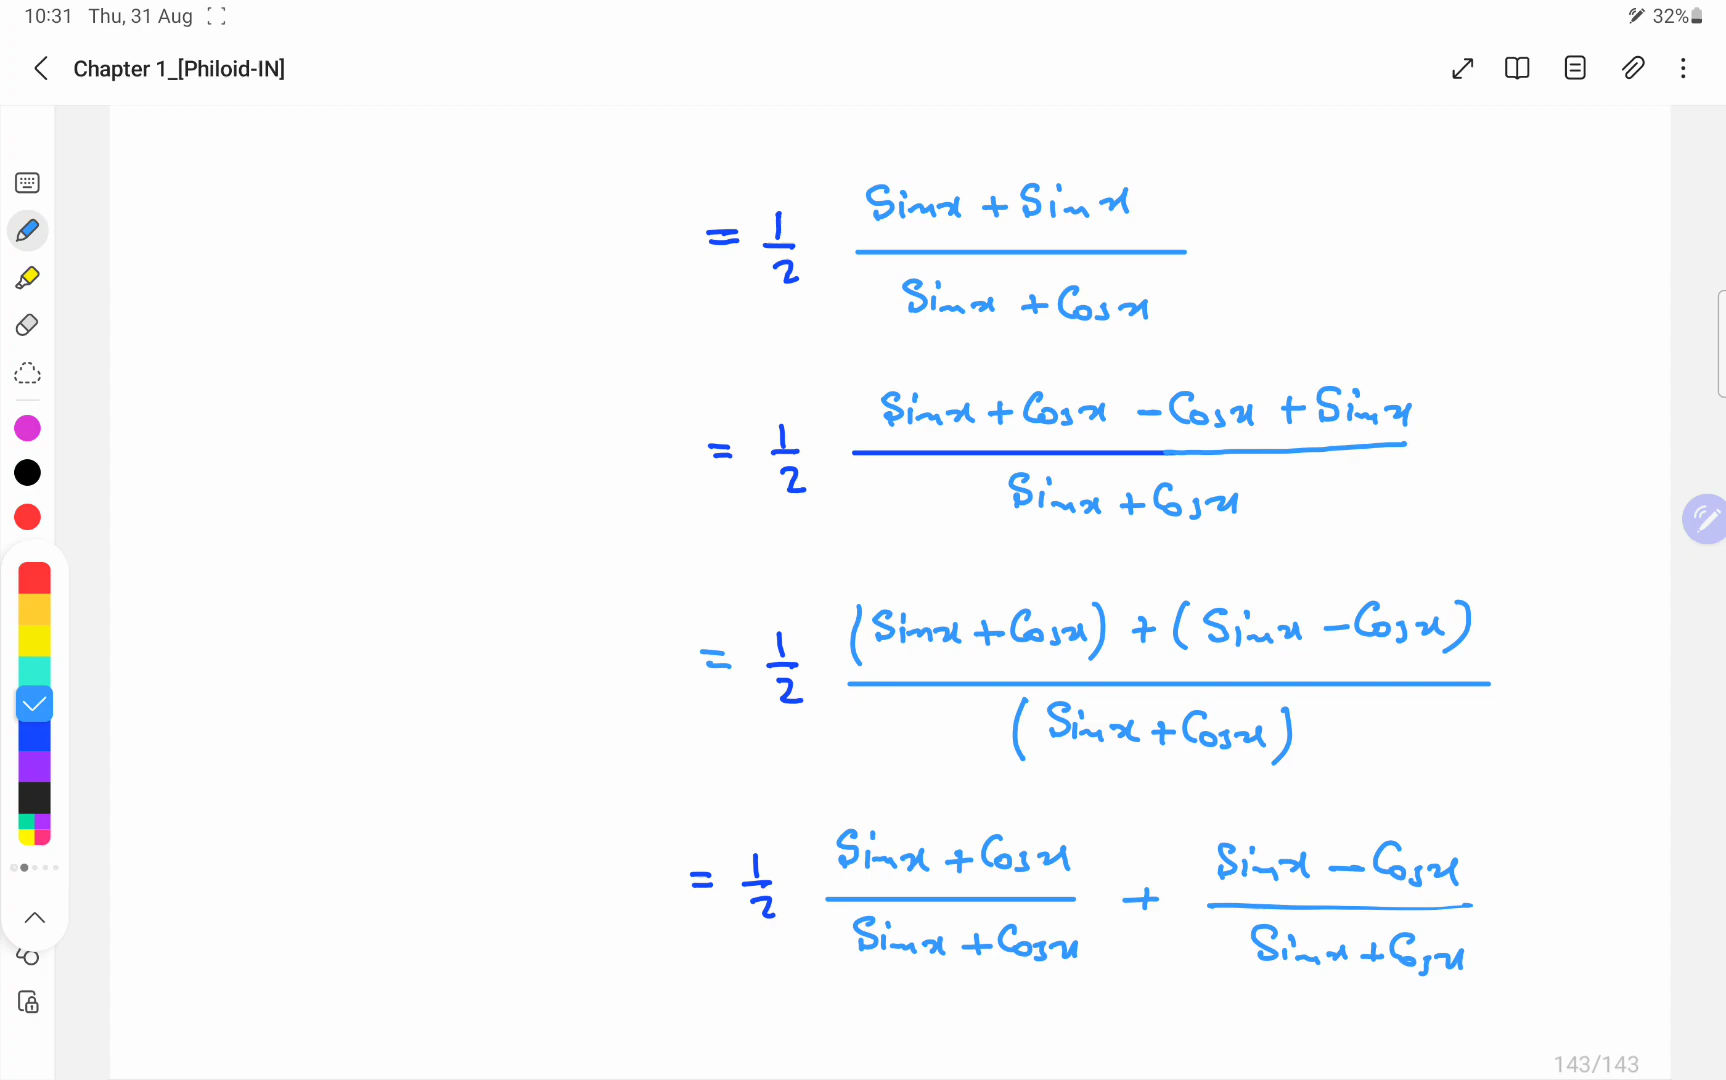 10:31 Thu, 31 Aug 32%
Chapter 1_[Philoid-IN]
= 1/2 (Sinx + Sinx)/(Sinx + Cosx)
= 1/2 (Sinx + Cosx - Cosx + Sinx)/(Sinx + Cosx)
= 1/2 ((Sinx + Cosx) + (Sinx - Cosx))/((Sinx + Cosx))
= 1/2 (Sinx + Cosx)/(Sinx + Cosx) + (Sinx - Cosx)/(Sinx + Cosx)
143/143